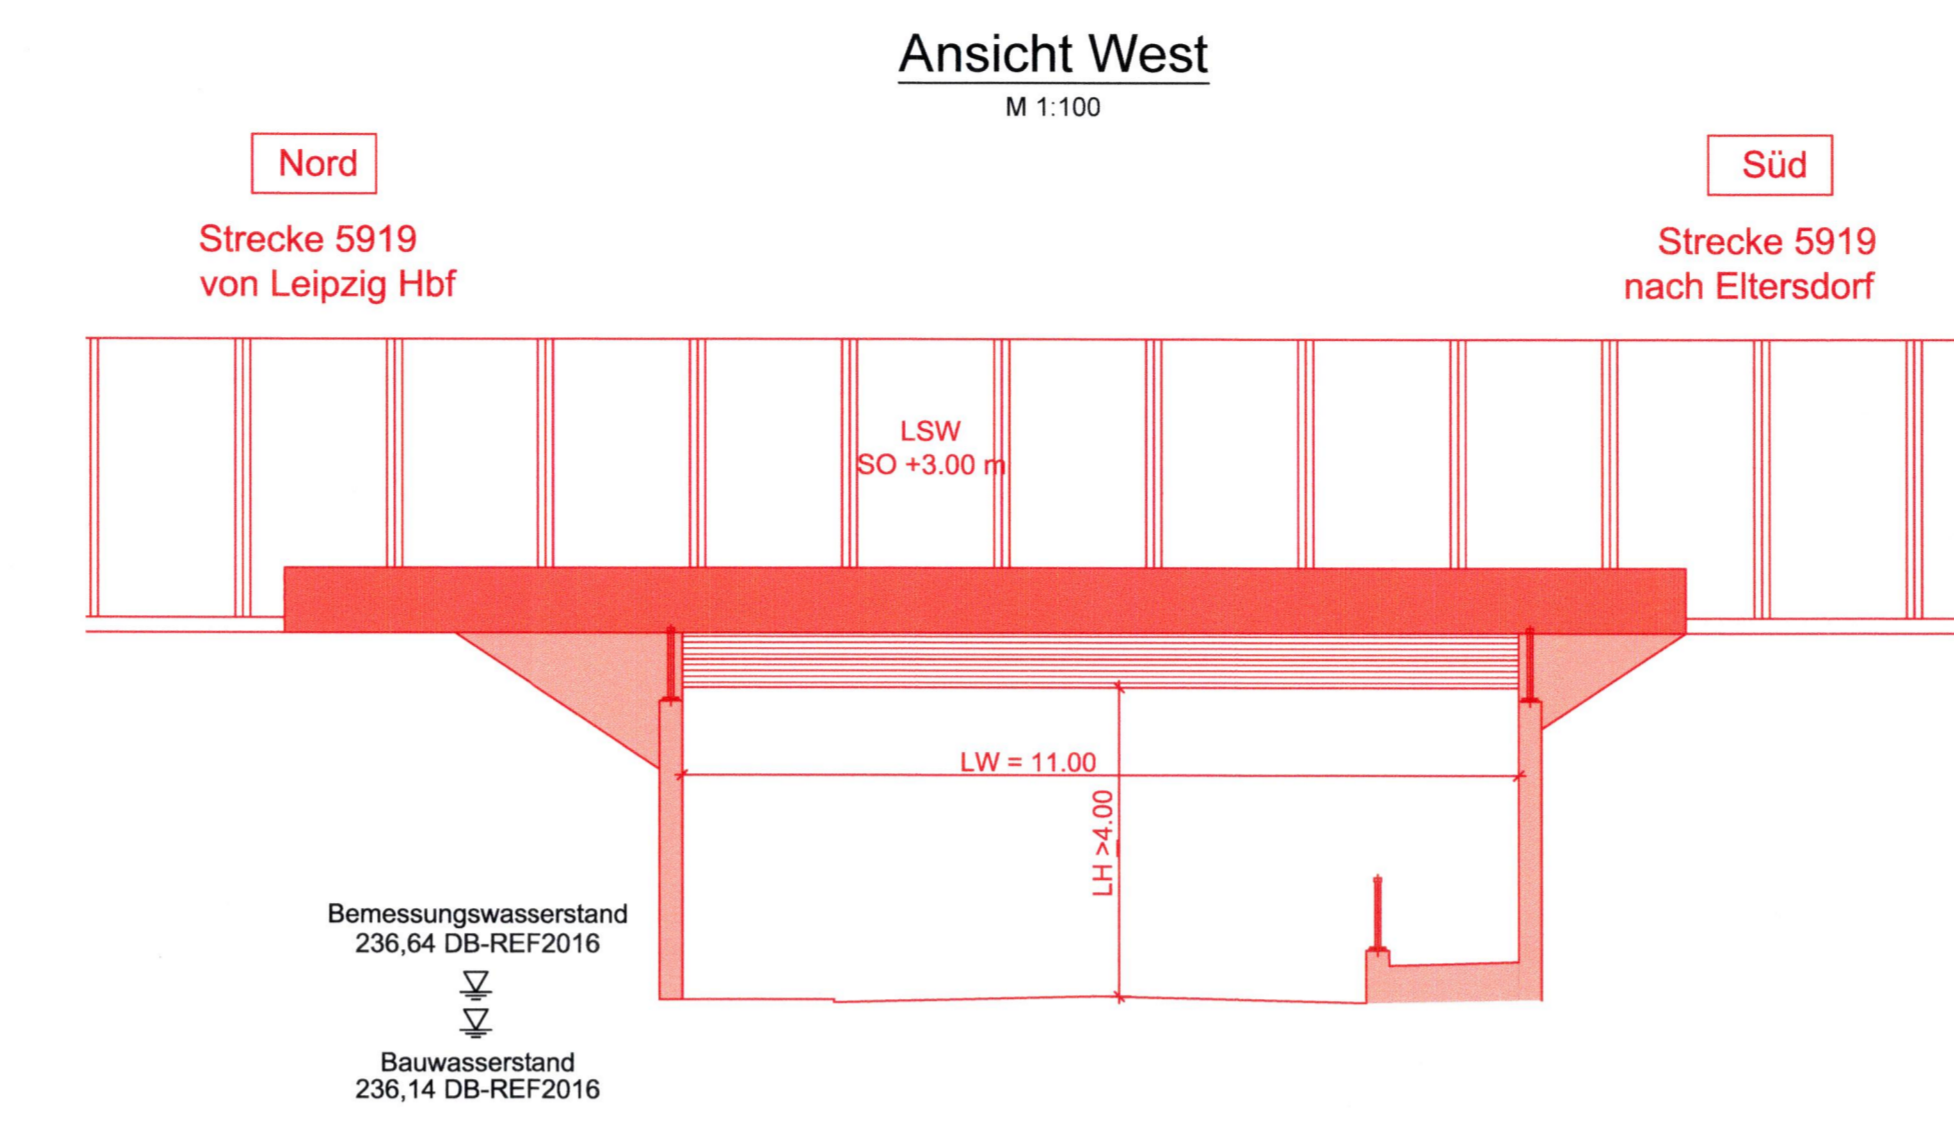 Ansicht West
M 1:100
Nord
Süd
Strecke 5919
von Leipzig Hbf
Strecke 5919
nach Eltersdorf
LSW
SO +3.00 m
LW = 11.00
LH >4.00
Bemessungswasserstand
236,64 DB-REF2016
Bauwasserstand
236,14 DB-REF2016